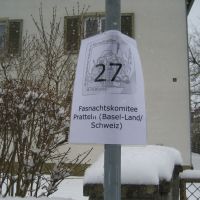 27
Fasnachtskomitee
Pratteln (Basel-Land/
Schweiz)